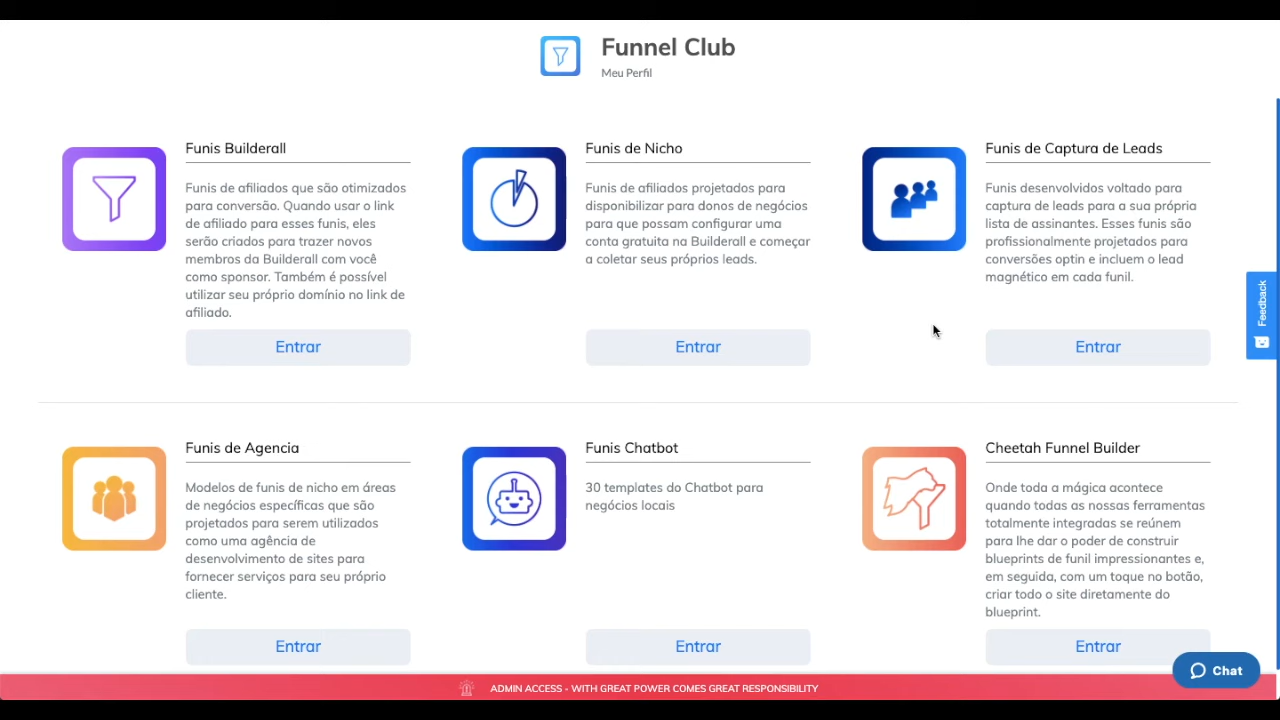 Funnel Club
Meu Perfil
Funis Builderall
Funis de afiliados que são otimizados
para conversão. Quando usar o link
de afiliado para esses funis, eles
serão criados para trazer novos
membros da Builderall com você
como sponsor. Também é possível
utilizar seu próprio domínio no link de
afiliado.
Entrar
Funis de Nicho
Funis de afiliados projetados para
disponibilizar para donos de negócios
para que possam configurar uma
conta gratuita na Builderall e começar
a coletar seus próprios leads.
Entrar
Funis de Captura de Leads
Funis desenvolvidos voltado para
captura de leads para a sua própria
lista de assinantes. Esses funis são
profissionalmente projetados para
conversões optin e incluem o lead
magnético em cada funil.
Entrar
Feedback
Funis de Agencia
Modelos de funis de nicho em áreas
de negócios específicas que são
projetados para serem utilizados
como uma agência de
desenvolvimento de sites para
fornecer serviços para seu próprio
cliente.
Entrar
Funis Chatbot
30 templates do Chatbot para
negócios locais
Entrar
Cheetah Funnel Builder
Onde toda a mágica acontece
quando todas as nossas ferramentas
totalmente integradas se reúnem
para lhe dar o poder de construir
blueprints de funil impressionantes e,
em seguida, com um toque no botão,
criar todo o site diretamente do
blueprint.
Entrar
Chat
ADMIN ACCESS - WITH GREAT POWER COMES GREAT RESPONSIBILITY